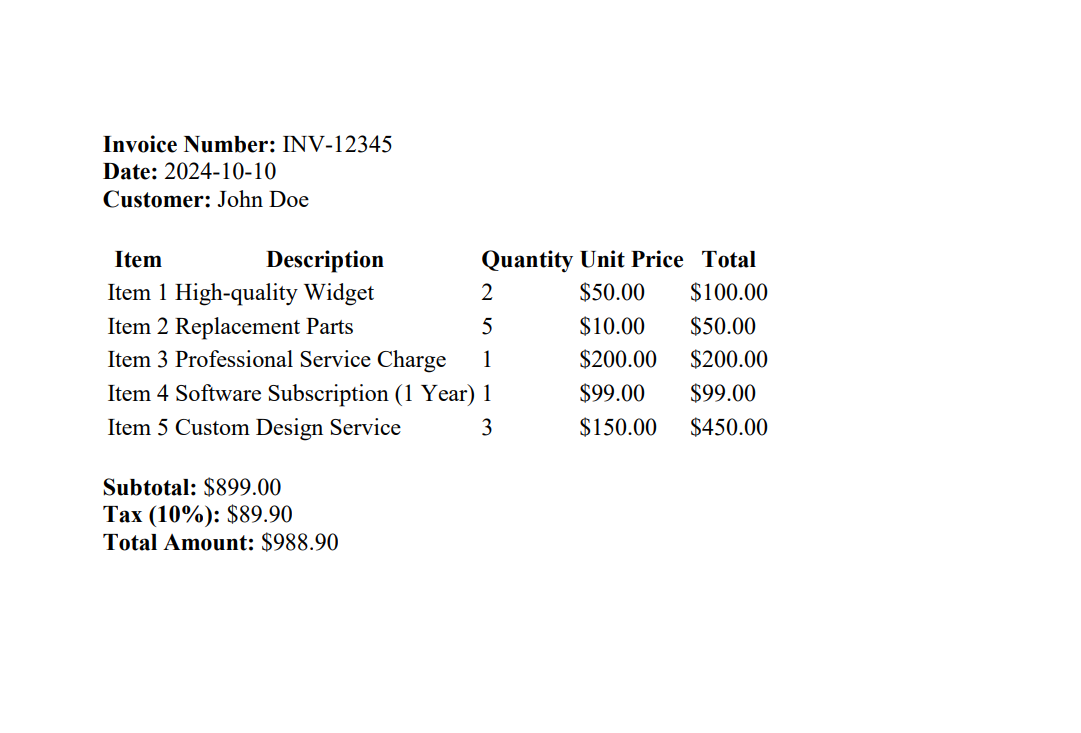 Invoice Number: INV-12345
Date: 2024-10-10
Customer: John Doe
Item Description Quantity Unit Price Total
Item 1 High-quality Widget 2 $50.00 $100.00
Item 2 Replacement Parts 5 $10.00 $50.00
Item 3 Professional Service Charge 1 $200.00 $200.00
Item 4 Software Subscription (1 Year) 1 $99.00 $99.00
Item 5 Custom Design Service 3 $150.00 $450.00
Subtotal: $899.00
Tax (10%): $89.90
Total Amount: $988.90